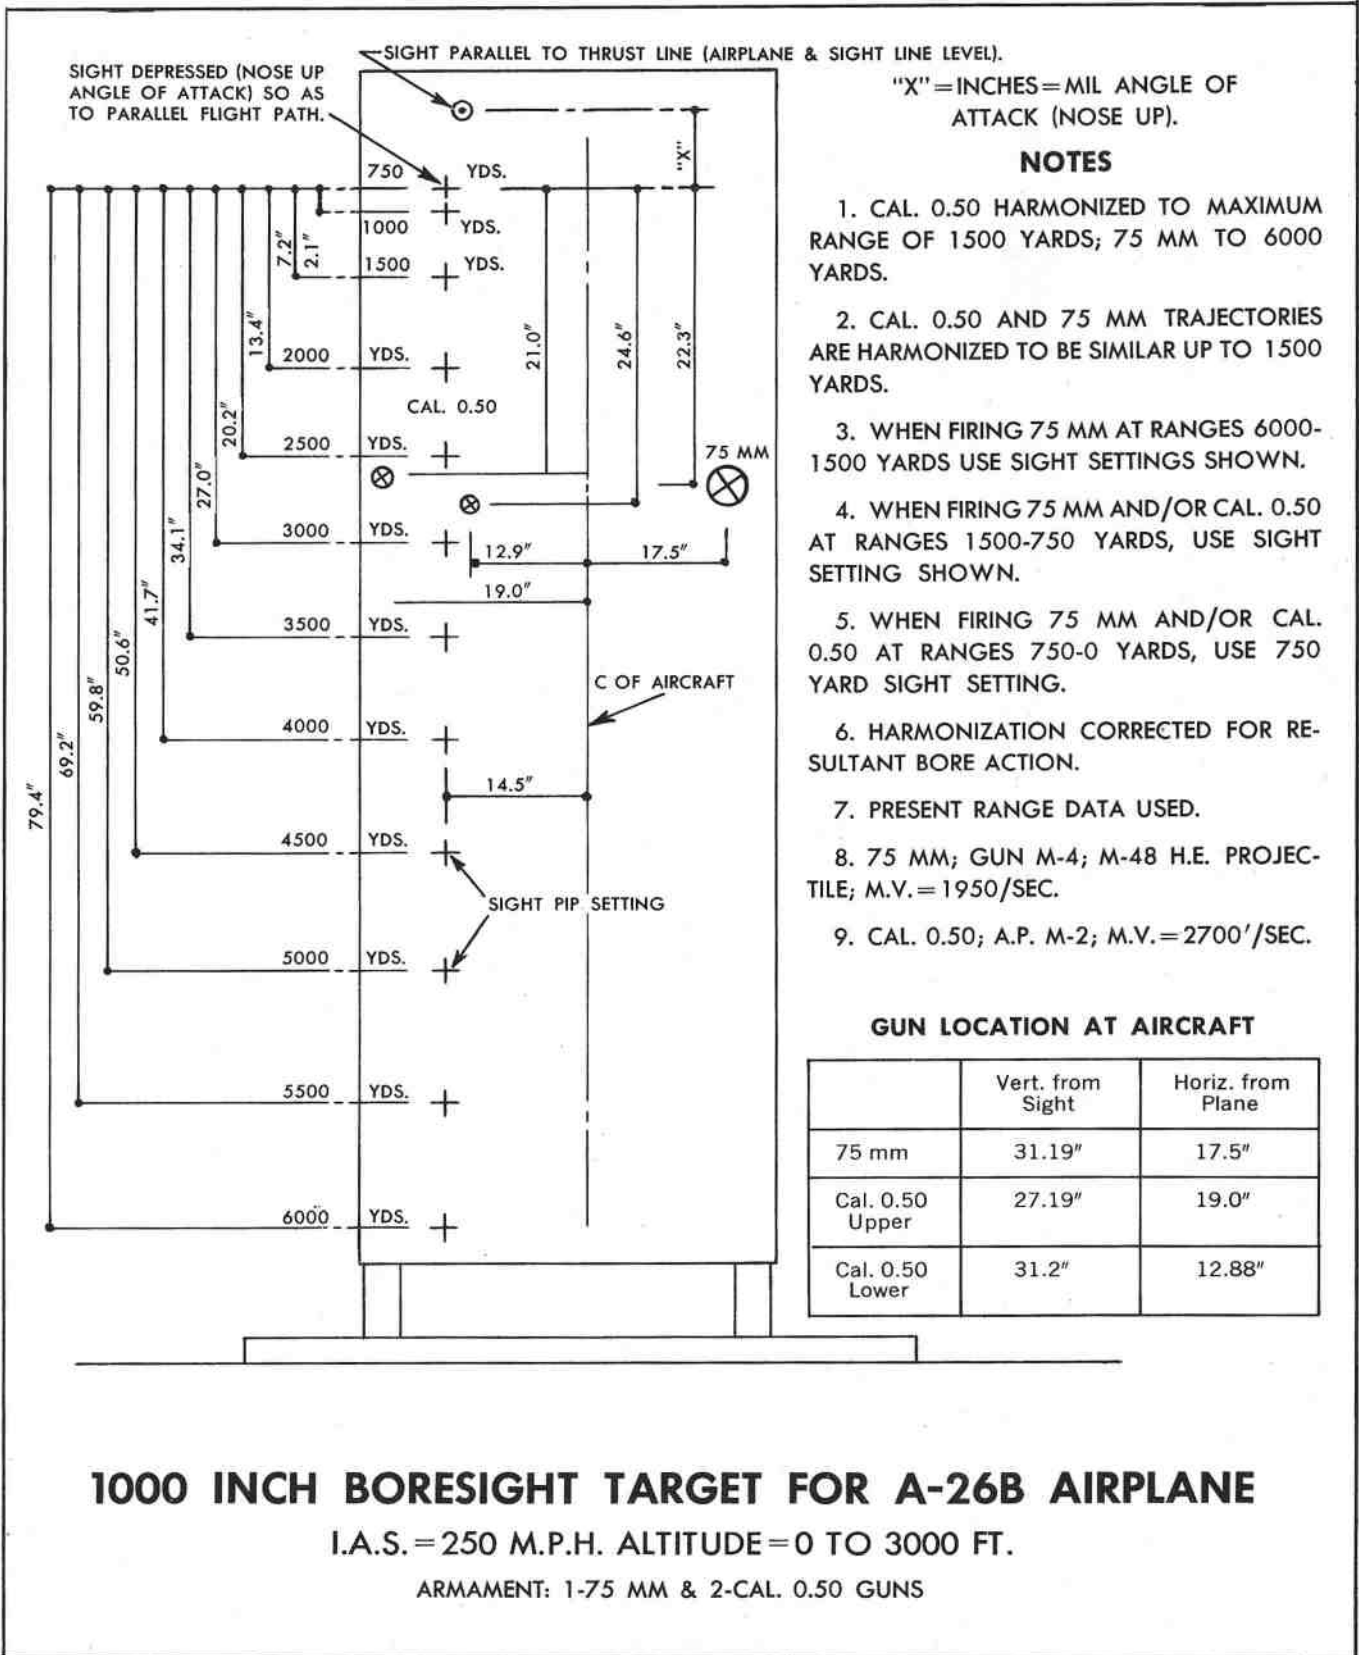 SIGHT PARALLEL TO THRUST LINE (AIRPLANE & SIGHT LINE LEVEL).
SIGHT DEPRESSED (NOSE UP
ANGLE OF ATTACK) SO AS
TO PARALLEL FLIGHT PATH.
"X"
750 YDS.
1000 YDS.
1500 YDS.
2000 YDS.
CAL. 0.50
2500 YDS.
75 MM
3000 YDS.
3500 YDS.
4000 YDS.
4500 YDS.
5000 YDS.
5500 YDS.
6000 YDS.
2.1"
7.2"
13.4"
20.2"
27.0"
34.1"
41.7"
50.6"
59.8"
69.2"
79.4"
21.0"
24.6"
22.3"
12.9"
17.5"
19.0"
C OF AIRCRAFT
14.5"
SIGHT PIP SETTING
"X"=INCHES=MIL ANGLE OF
ATTACK (NOSE UP).
NOTES
1. CAL. 0.50 HARMONIZED TO MAXIMUM
RANGE OF 1500 YARDS; 75 MM TO 6000
YARDS.
2. CAL. 0.50 AND 75 MM TRAJECTORIES
ARE HARMONIZED TO BE SIMILAR UP TO 1500
YARDS.
3. WHEN FIRING 75 MM AT RANGES 6000-
1500 YARDS USE SIGHT SETTINGS SHOWN.
4. WHEN FIRING 75 MM AND/OR CAL. 0.50
AT RANGES 1500-750 YARDS, USE SIGHT
SETTING SHOWN.
5. WHEN FIRING 75 MM AND/OR CAL.
0.50 AT RANGES 750-0 YARDS, USE 750
YARD SIGHT SETTING.
6. HARMONIZATION CORRECTED FOR RE-
SULTANT BORE ACTION.
7. PRESENT RANGE DATA USED.
8. 75 MM; GUN M-4; M-48 H.E. PROJEC-
TILE; M.V.=1950/SEC.
9. CAL. 0.50; A.P. M-2; M.V.=2700'/SEC.
GUN LOCATION AT AIRCRAFT
Vert. from Horiz. from
Sight Plane
75 mm 31.19" 17.5"
Cal. 0.50 27.19" 19.0"
Upper
Cal. 0.50 31.2" 12.88"
Lower
1000 INCH BORESIGHT TARGET FOR A-26B AIRPLANE
I.A.S.=250 M.P.H. ALTITUDE=0 TO 3000 FT.
ARMAMENT: 1-75 MM & 2-CAL. 0.50 GUNS